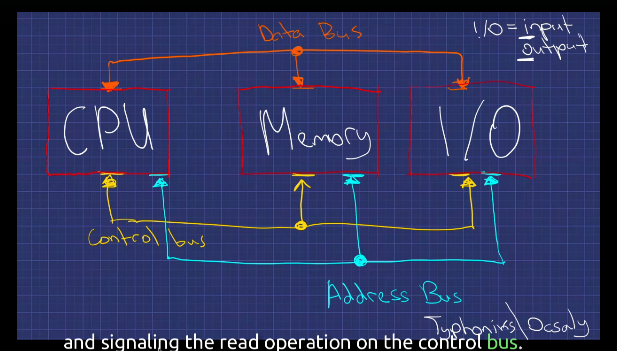 Data Bus
I/O = input
output
CPU
Memory
I/O
Control bus
Address Bus
Typhoniks\Ocsaly
and signaling the read operation on the control bus.